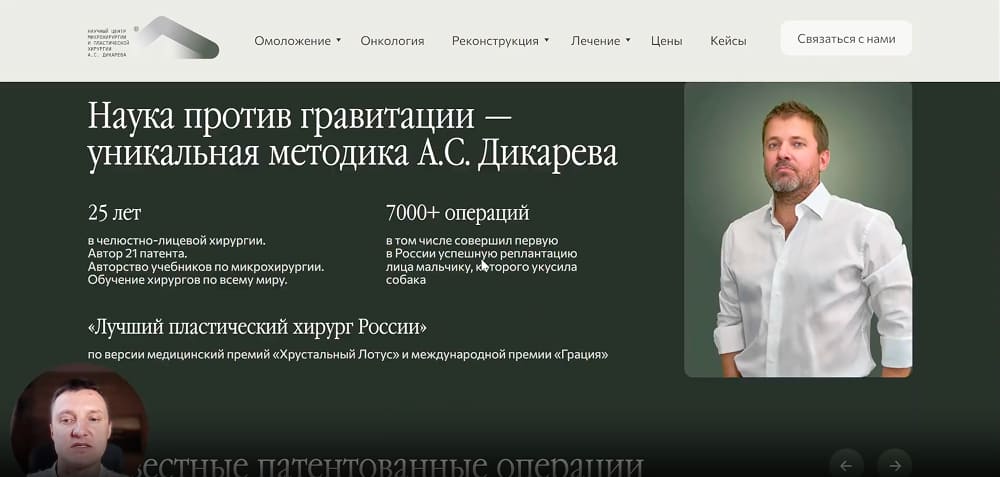 НАУЧНЫЙ ЦЕНТР
МИКРОХИРУРГИИ
И ПЛАСТИЧЕСКОЙ
ХИРУРГИИ
А.С. ДИКАРЕВА
®
Омоложение
Онкология
Реконструкция
Лечение
Цены
Кейсы
Связаться с нами
Наука против гравитации —
уникальная методика А.С. Дикарева
25 лет
в челюстно-лицевой хирургии.
Автор 21 патента.
Авторство учебников по микрохирургии.
Обучение хирургов по всему миру.
7000+ операций
в том числе совершил первую
в России успешную реплантацию
лица мальчику, которого укусила
собака
«Лучший пластический хирург России»
по версии медицинский премий «Хрустальный Лотус» и международной премии «Грация»
патентованные операции